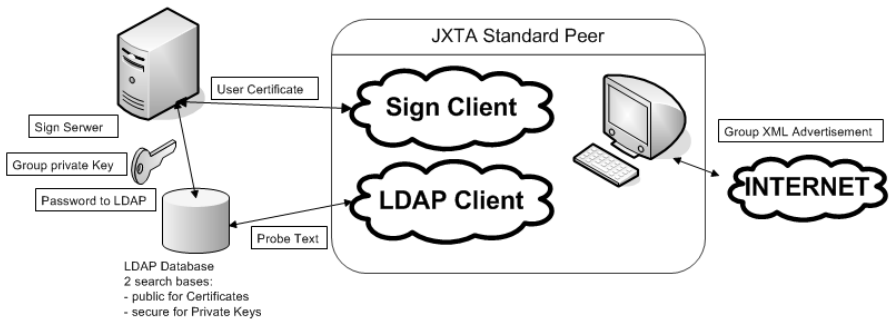 JXTA Standard Peer
User Certificate
Sign Client
Sign Serwer
Group XML Advertisement
Group private Key
INTERNET
Password to LDAP
LDAP Client
Probe Text
LDAP Database
2 search bases:
- public for Certificates
- secure for Private Keys